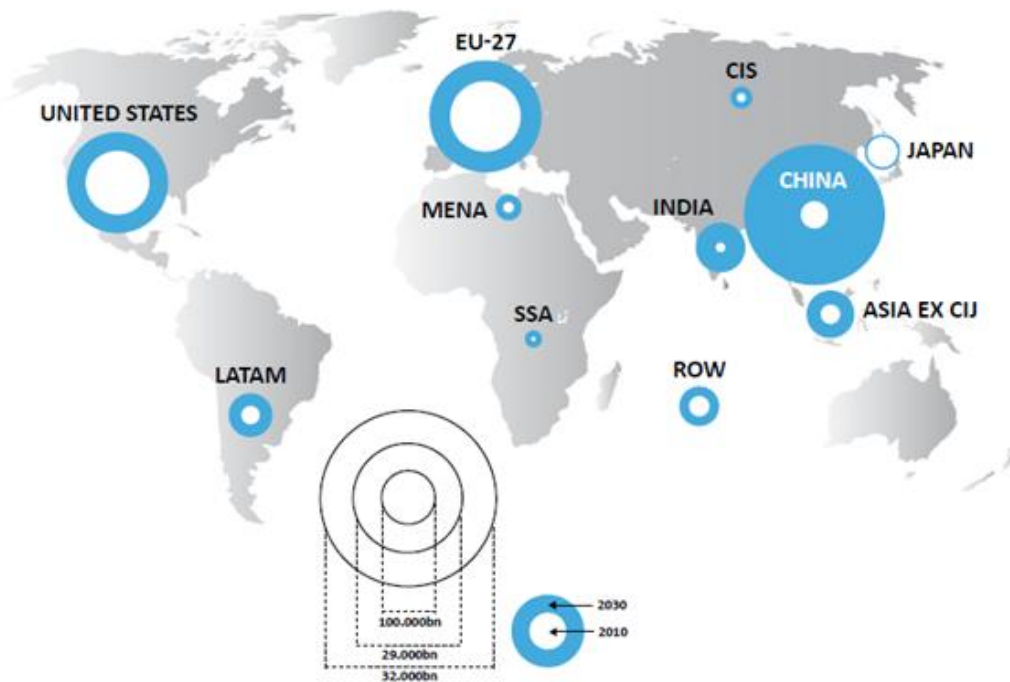 EU-27
CIS
UNITED STATES
JAPAN
CHINA
MENA
INDIA
SSA
ASIA EX CIJ
ROW
LATAM
2030
100.000bn
2010
29.000bn
32.000bn